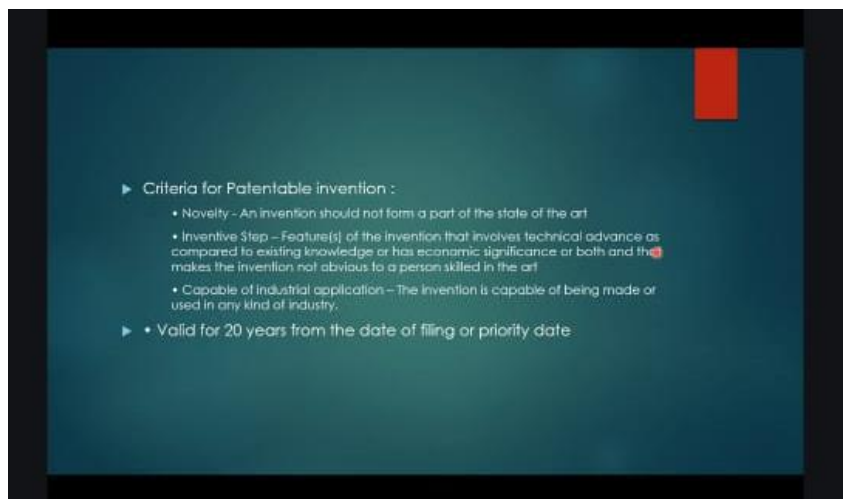 Criteria for Patentable invention :
• Novelty - An invention should not form a part of the state of the art
• Inventive Step – Feature(s) of the invention that involves technical advance as
compared to existing knowledge or has economic significance or both and that
makes the invention not obvious to a person skilled in the art
• Capable of industrial application – The invention is capable of being made or
used in any kind of industry.
• Valid for 20 years from the date of filing or priority date